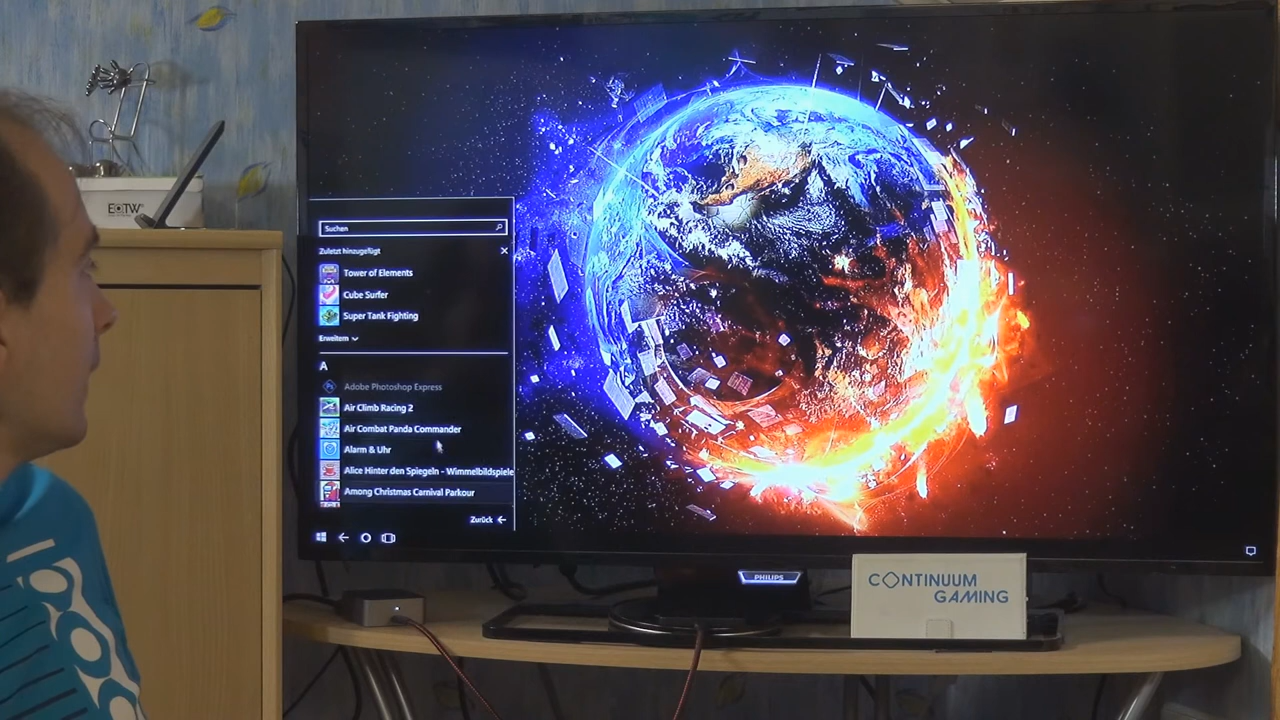 EOTW
Suchen
Zuletzt hinzugefügt
Tower of Elements
Cube Surfer
Super Tank Fighting
Erweitern
A
Adobe Photoshop Express
Air Climb Racing 2
Air Combat Panda Commander
Alarm & Uhr
Alice Hinter den Spiegeln - Wimmelbildspiele
Among Christmas Carnival Parkour
Zurück
PHILIPS
CONTINUUM
GAMING